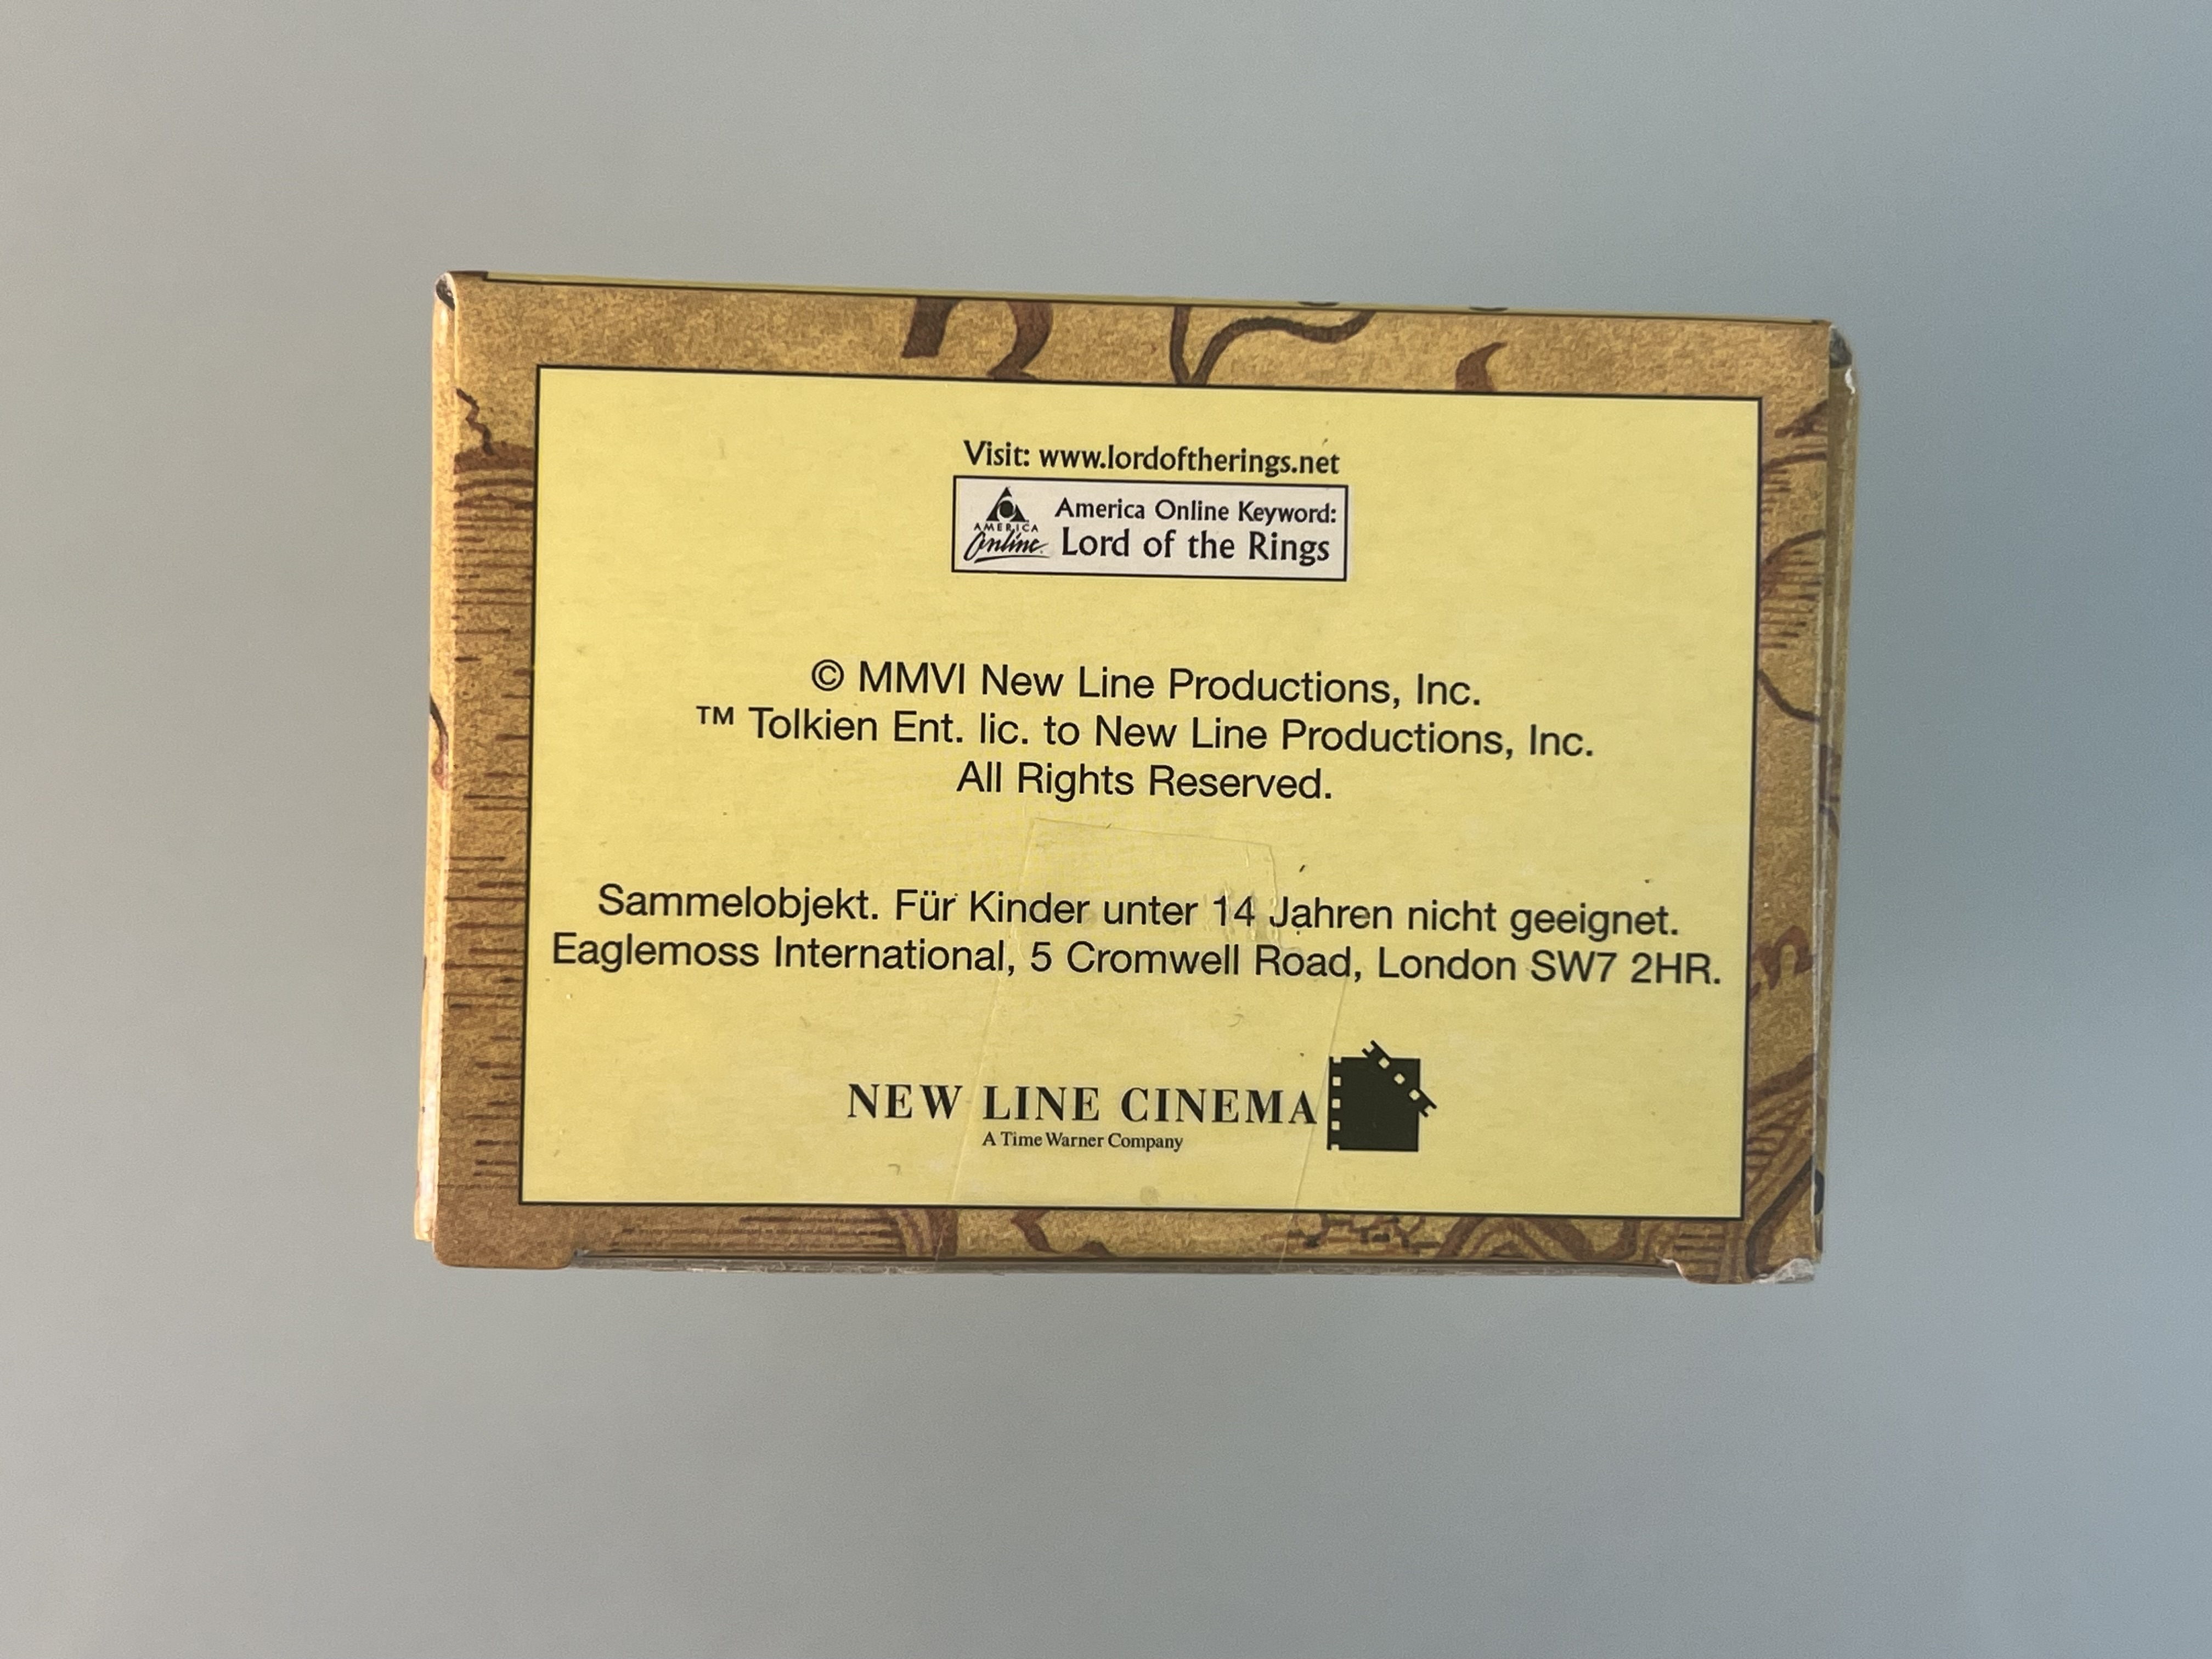 Visit: www.lordoftherings.net
AMERICA Online
America Online Keyword:
Lord of the Rings
© MMVI New Line Productions, Inc.
™ Tolkien Ent. lic. to New Line Productions, Inc.
All Rights Reserved.
Sammelobjekt. Für Kinder unter 14 Jahren nicht geeignet.
Eaglemoss International, 5 Cromwell Road, London SW7 2HR.
NEW LINE CINEMA
A Time Warner Company